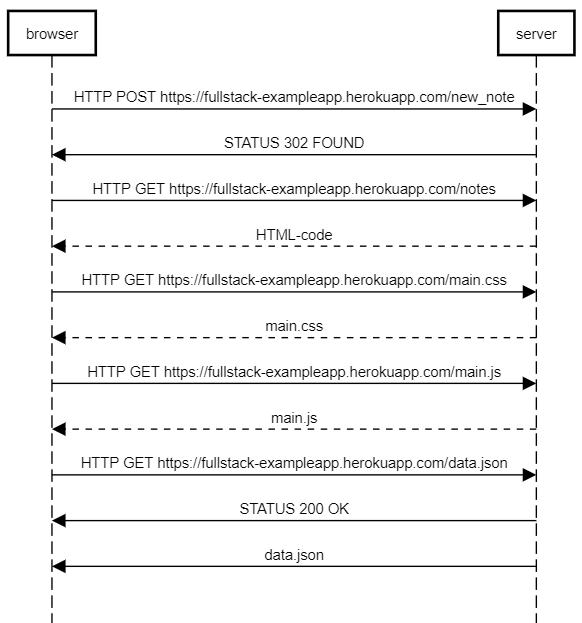 browser
server
HTTP POST https://fullstack-exampleapp.herokuapp.com/new_note
STATUS 302 FOUND
HTTP GET https://fullstack-exampleapp.herokuapp.com/notes
HTML-code
HTTP GET https://fullstack-exampleapp.herokuapp.com/main.css
main.css
HTTP GET https://fullstack-exampleapp.herokuapp.com/main.js
main.js
HTTP GET https://fullstack-exampleapp.herokuapp.com/data.json
STATUS 200 OK
data.json